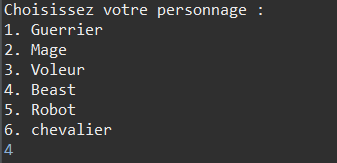 Choisissez votre personnage :
1. Guerrier
2. Mage
3. Voleur
4. Beast
5. Robot
6. chevalier
4